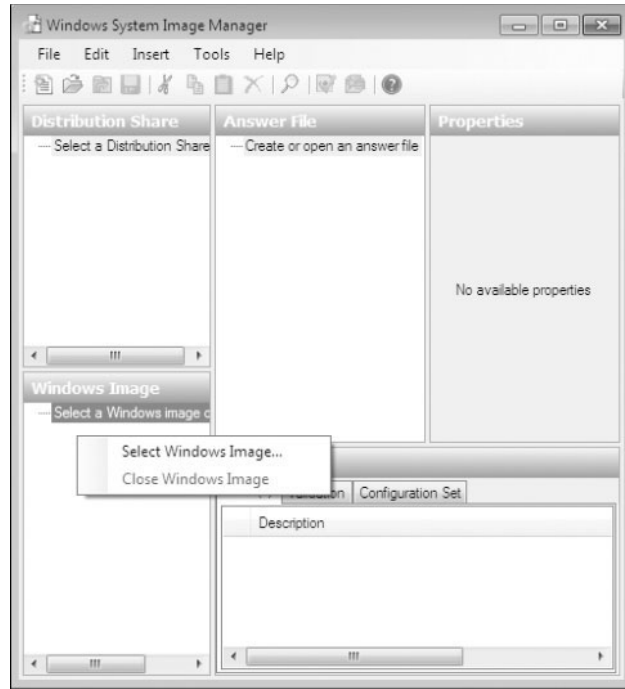 Windows System Image Manager
File Edit Insert Tools Help
Distribution Share
Select a Distribution Share
Answer File
Create or open an answer file
Properties
No available properties
Windows Image
Select a Windows image o
Select Windows Image...
Close Windows Image
Configuration Set
Description